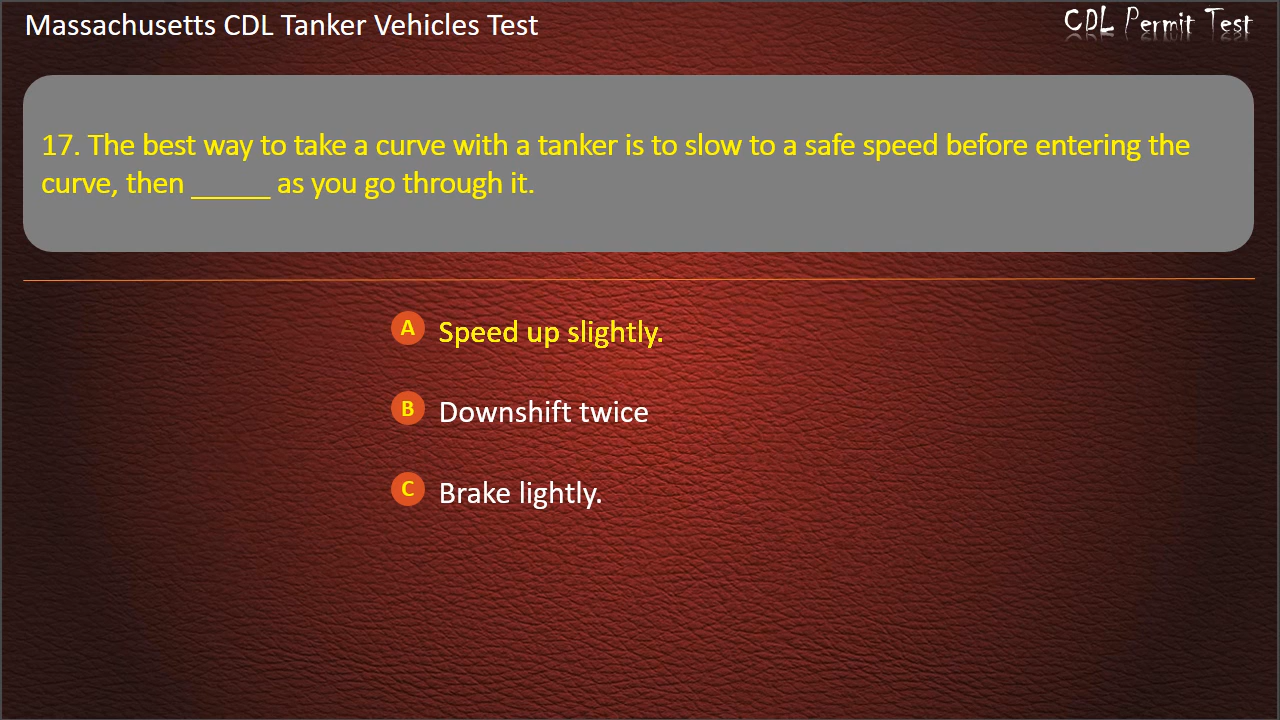 Massachusetts CDL Tanker Vehicles Test
CDL Permit Test
17. The best way to take a curve with a tanker is to slow to a safe speed before entering the
curve, then _____ as you go through it.
A Speed up slightly.
B Downshift twice
C Brake lightly.